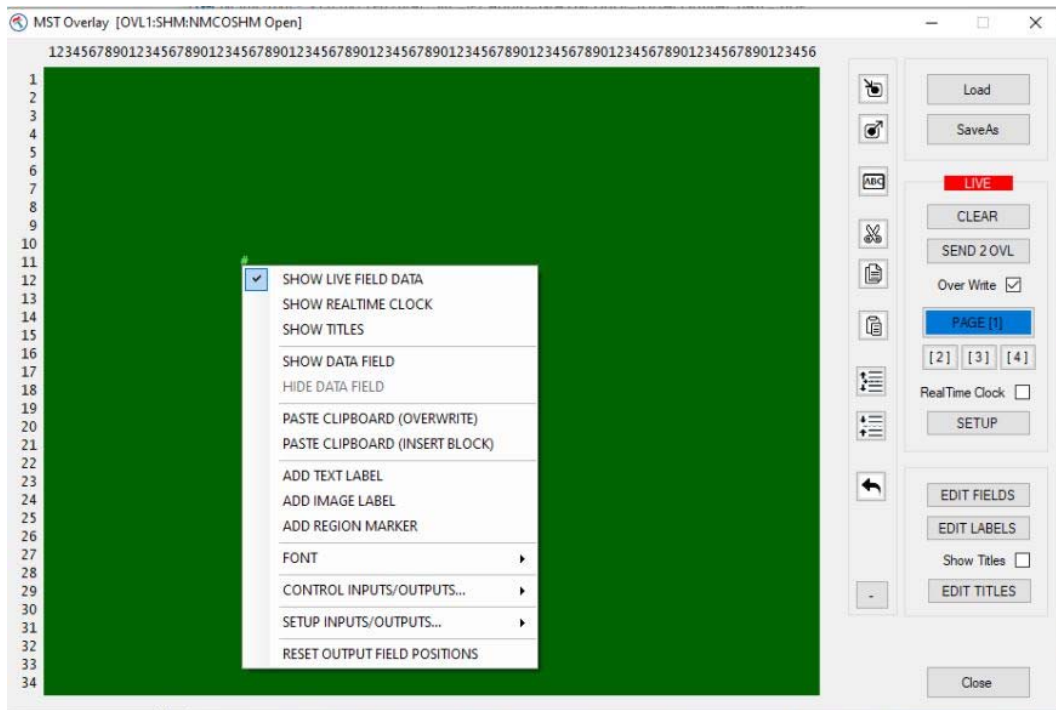 MST Overlay [OVL1:SHM:NMCOSHM Open]
123456789012345678901234567890123456789012345678901234567890123456789012345678901234567890123456
1
2
3
4
5
6
7
8
9
10
11
12
13
14
15
16
17
18
19
20
21
22
23
24
25
26
27
28
29
30
31
32
33
34
#
SHOW LIVE FIELD DATA
SHOW REALTIME CLOCK
SHOW TITLES
SHOW DATA FIELD
HIDE DATA FIELD
PASTE CLIPBOARD (OVERWRITE)
PASTE CLIPBOARD (INSERT BLOCK)
ADD TEXT LABEL
ADD IMAGE LABEL
ADD REGION MARKER
FONT
CONTROL INPUTS/OUTPUTS...
SETUP INPUTS/OUTPUTS...
RESET OUTPUT FIELD POSITIONS
ABC
-
Load
SaveAs
LIVE
CLEAR
SEND 2 OVL
Over Write
PAGE [1]
[2] [3] [4]
RealTime Clock
SETUP
EDIT FIELDS
EDIT LABELS
Show Titles
EDIT TITLES
Close